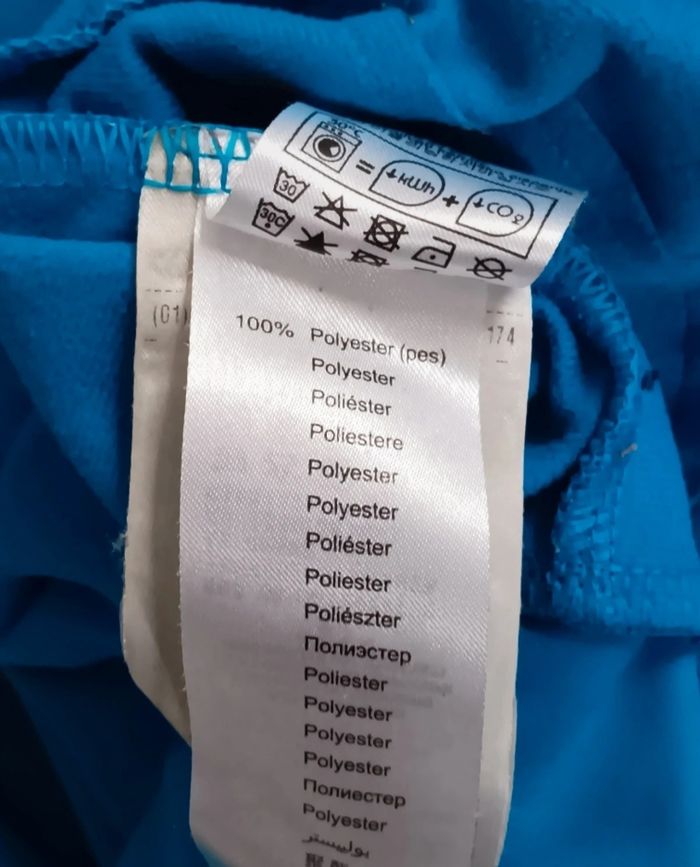 30°C
= ↓kWh + ↓CO2
30
30C
(01)
174
100% Polyester (pes)
Polyester
Poliéster
Poliestere
Polyester
Polyester
Poliéster
Poliester
Poliészter
Полиэстер
Poliester
Polyester
Polyester
Polyester
Полиестер
Polyester
بوليستر